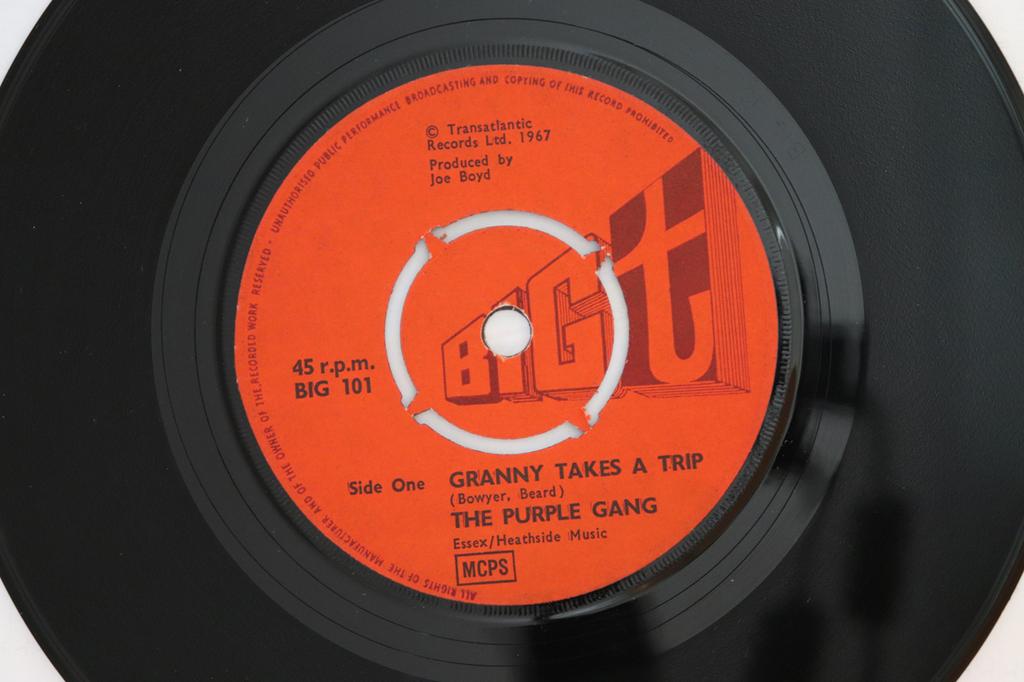 ALL RIGHTS OF THE MANUFACTURER AND OF THE OWNER OF THE RECORDED WORK RESERVED · UNAUTHORISED PUBLIC PERFORMANCE BROADCASTING AND COPYING OF THIS RECORD PROHIBITED
© Transatlantic
Records Ltd. 1967
Produced by
Joe Boyd
BIG t
45 r.p.m.
BIG 101
Side One GRANNY TAKES A TRIP
(Bowyer, Beard)
THE PURPLE GANG
Essex/Heathside Music
MCPS